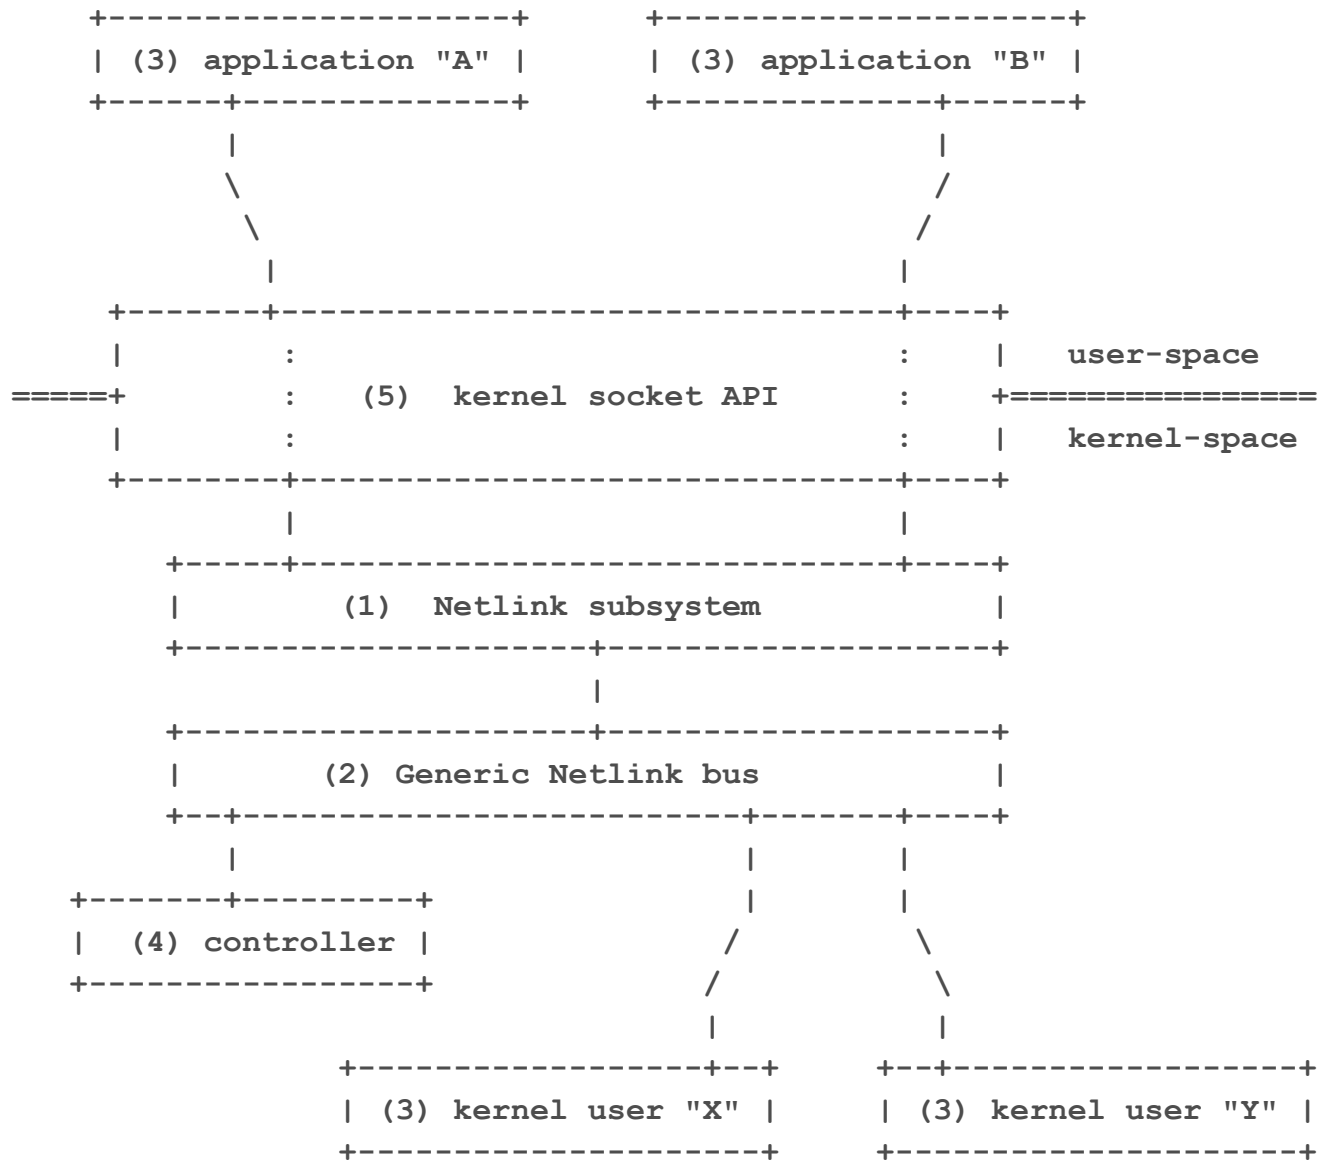 (3) application "A" (3) application "B"
user-space
(5) kernel socket API
kernel-space
(1) Netlink subsystem
(2) Generic Netlink bus
(4) controller
(3) kernel user "X" (3) kernel user "Y"